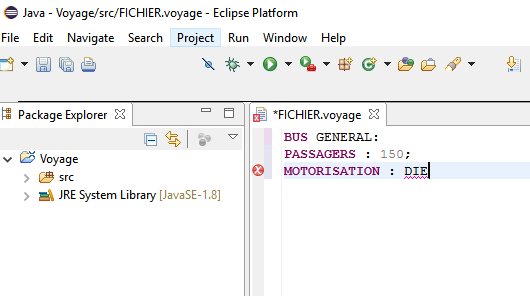 Java - Voyage/src/FICHIER.voyage - Eclipse Platform
File Edit Navigate Search Project Run Window Help
Package Explorer
Voyage
src
JRE System Library [JavaSE-1.8]
*FICHIER.voyage
BUS GENERAL:
PASSAGERS : 150;
MOTORISATION : DIE